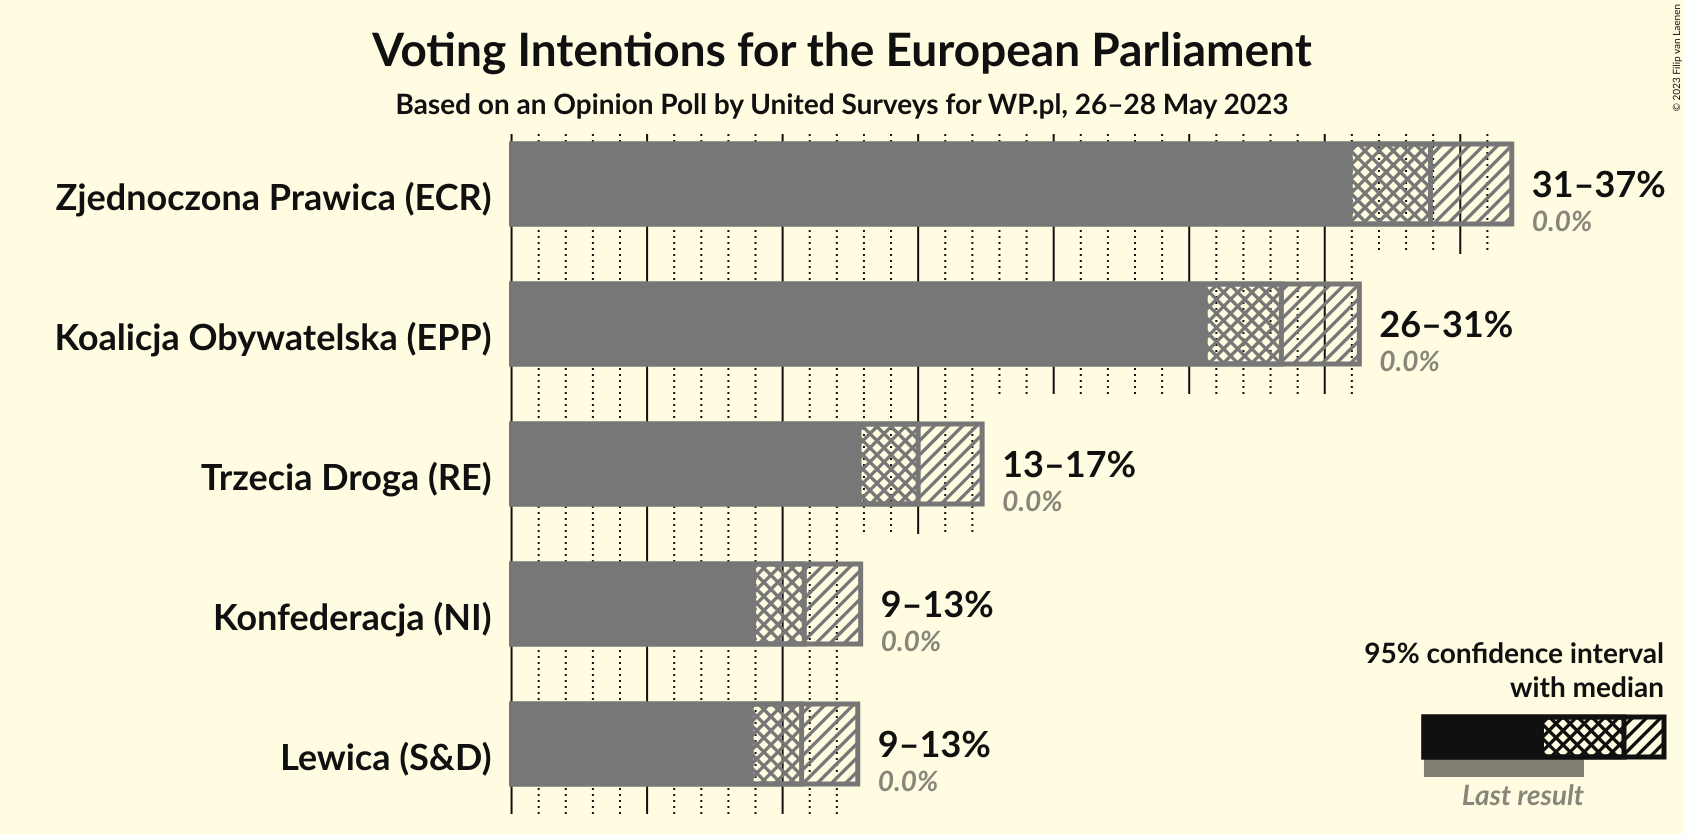 Voting Intentions for the European Parliament
Based on an Opinion Poll by United Surveys for WP.pl, 26–28 May 2023
© 2023 Filip van Laenen
Zjednoczona Prawica (ECR)
31–37%
0.0%
Koalicja Obywatelska (EPP)
26–31%
0.0%
Trzecia Droga (RE)
13–17%
0.0%
Konfederacja (NI)
9–13%
0.0%
Lewica (S&D)
9–13%
0.0%
95% confidence interval
with median
Last result